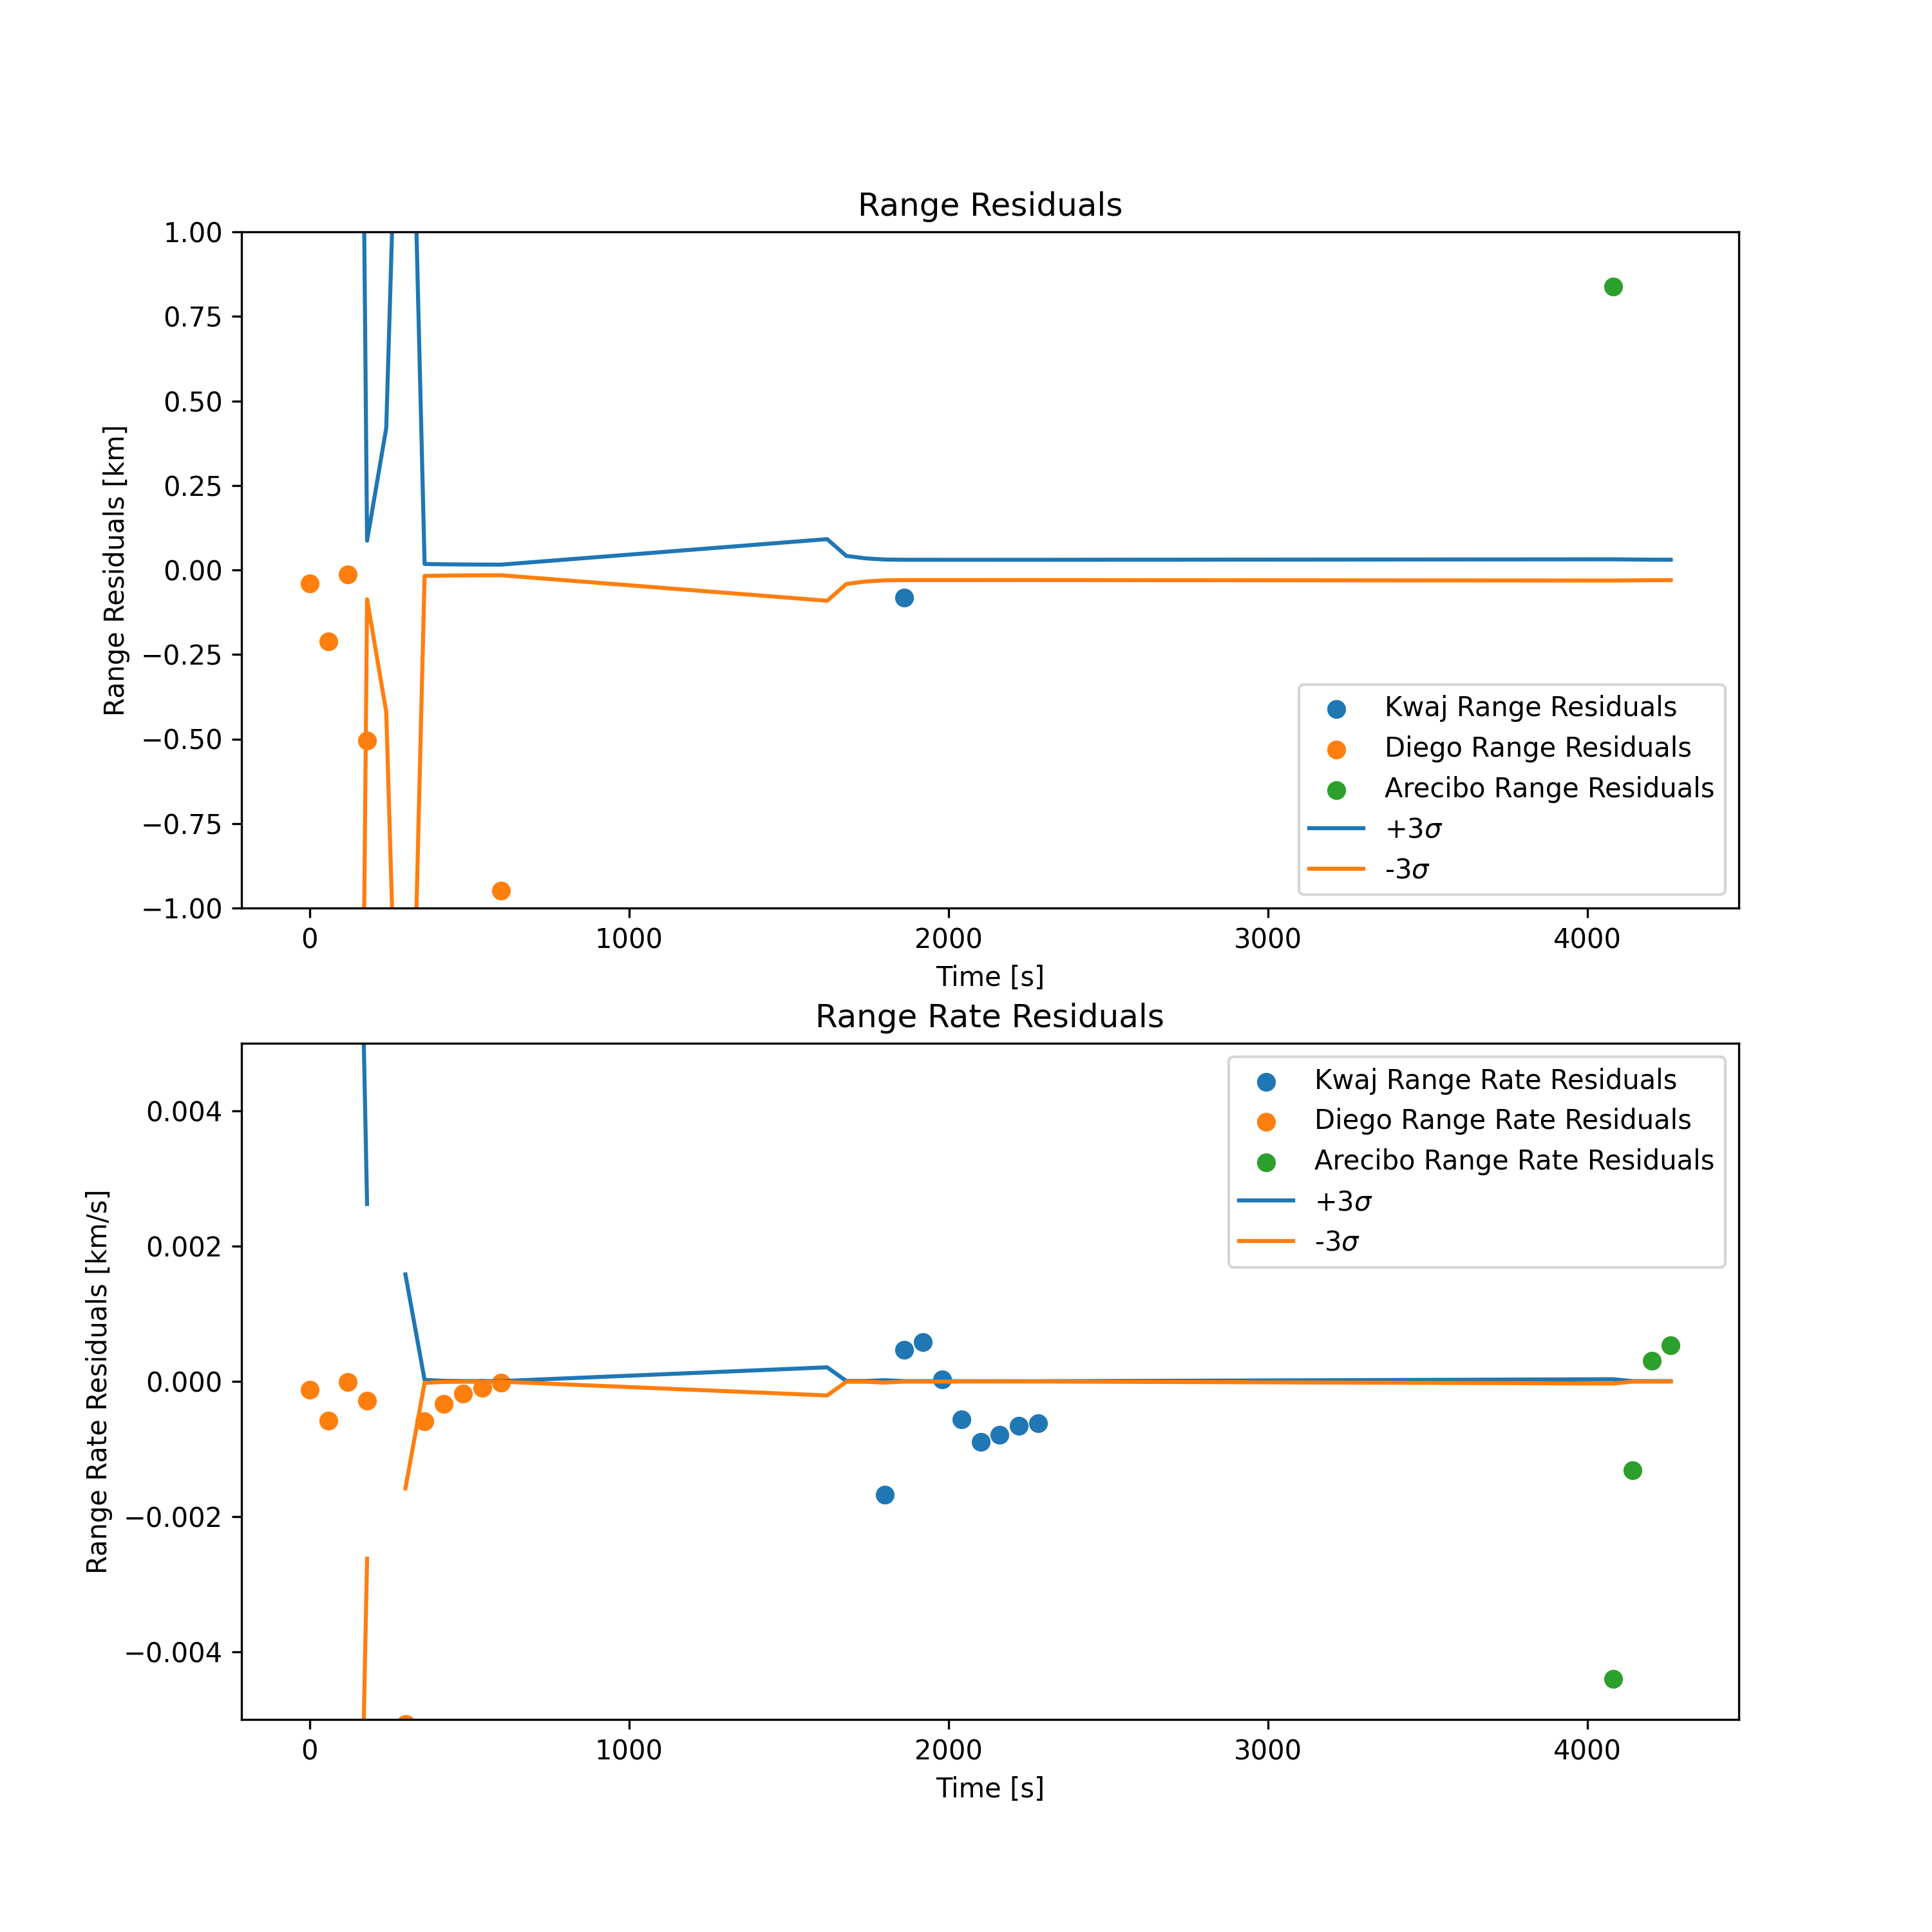 Range Residuals
1.00
0.75
0.50
0.25
0.00
−0.25
−0.50
−0.75
−1.00
Range Residuals [km]
Kwaj Range Residuals
Diego Range Residuals
Arecibo Range Residuals
+3σ
-3σ
0 1000 2000 3000 4000
Time [s]
Range Rate Residuals
0.004
0.002
0.000
−0.002
−0.004
Range Rate Residuals [km/s]
Kwaj Range Rate Residuals
Diego Range Rate Residuals
Arecibo Range Rate Residuals
+3σ
-3σ
0 1000 2000 3000 4000
Time [s]